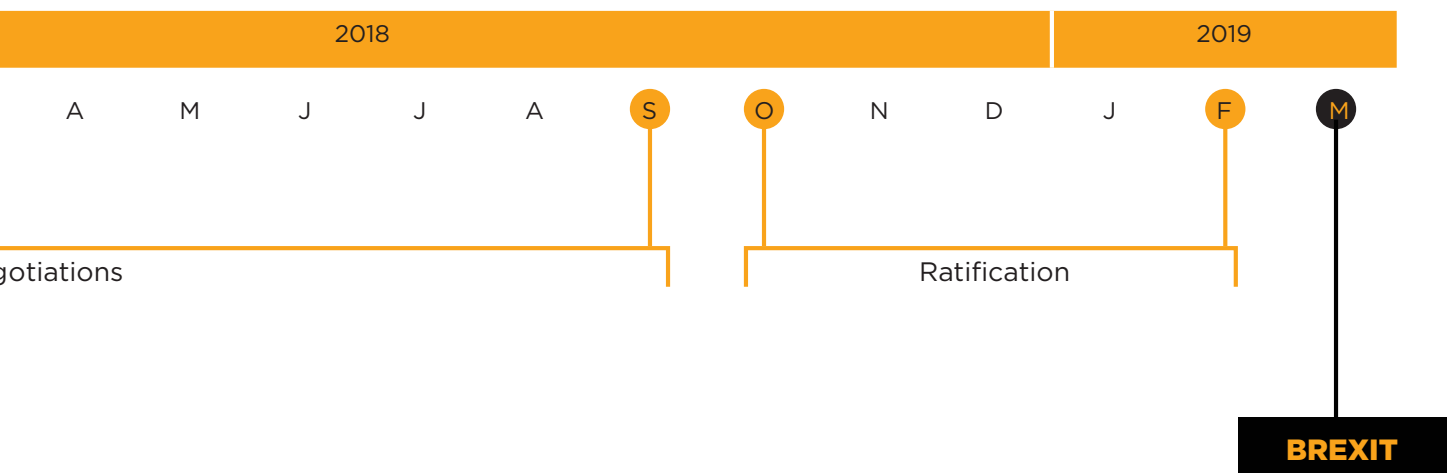 2018 2019
A M J J A S O N D J F M
gotiations Ratification
BREXIT